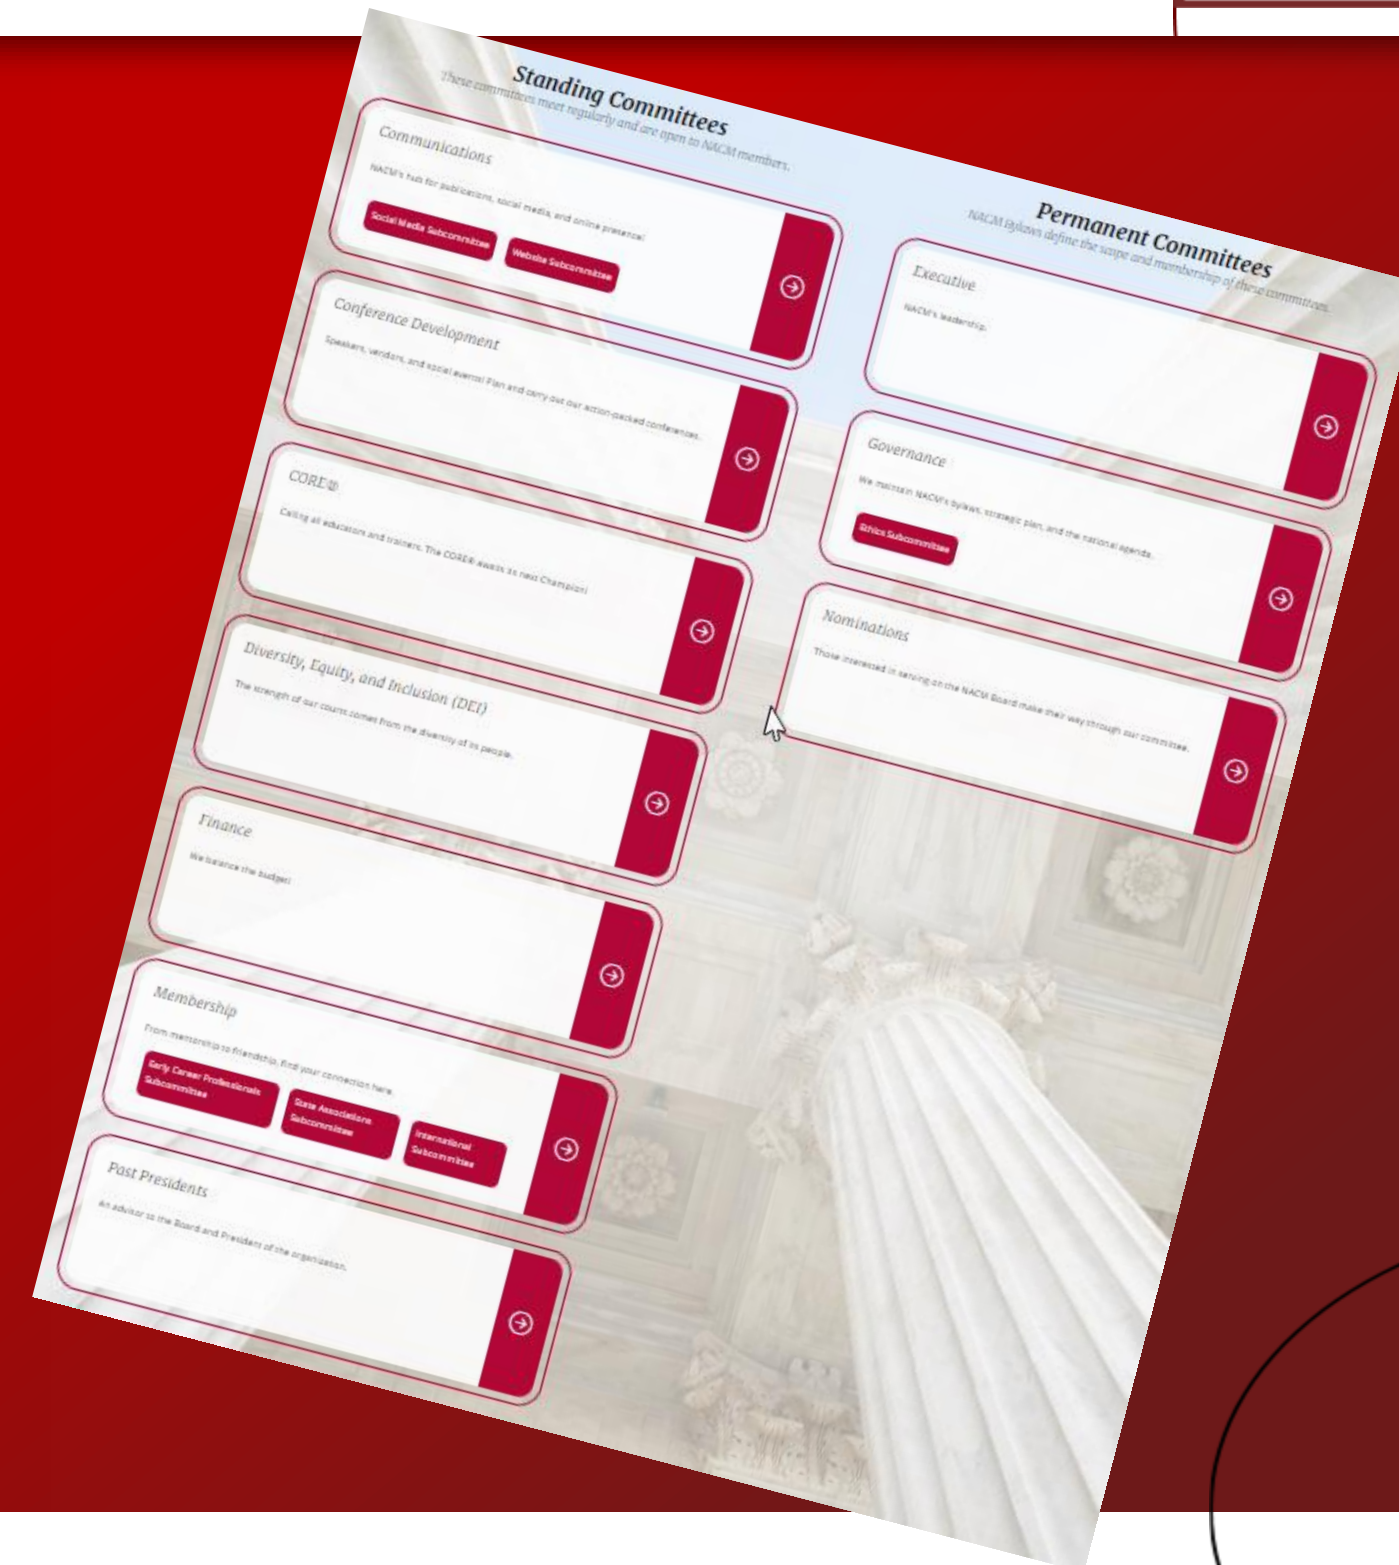 Standing Committees
These committees meet regularly and are open to NACM members.
Communications
NACM's hub for publications, social media, and online presence!
Social Media Subcommittee
Website Subcommittee
Conference Development
Speakers, vendors, and social events! Plan and carry out our action-packed conferences.
CORE®
Calling all educators and trainers. The CORE® awaits its next Champion!
Diversity, Equity, and Inclusion (DEI)
The strength of our courts comes from the diversity of its people.
Finance
We balance the budget!
Membership
From mentorship to friendship, find your connection here.
Early Career Professionals
Subcommittee
State Associations
Subcommittee
International
Subcommittee
Past Presidents
An advisor to the Board and President of the organization.
Permanent Committees
NACM Bylaws define the scope and membership of these committees.
Executive
NACM's leadership.
Governance
We maintain NACM's bylaws, strategic plan, and the national agenda.
Ethics Subcommittee
Nominations
Those interested in serving on the NACM Board make their way through our committee.